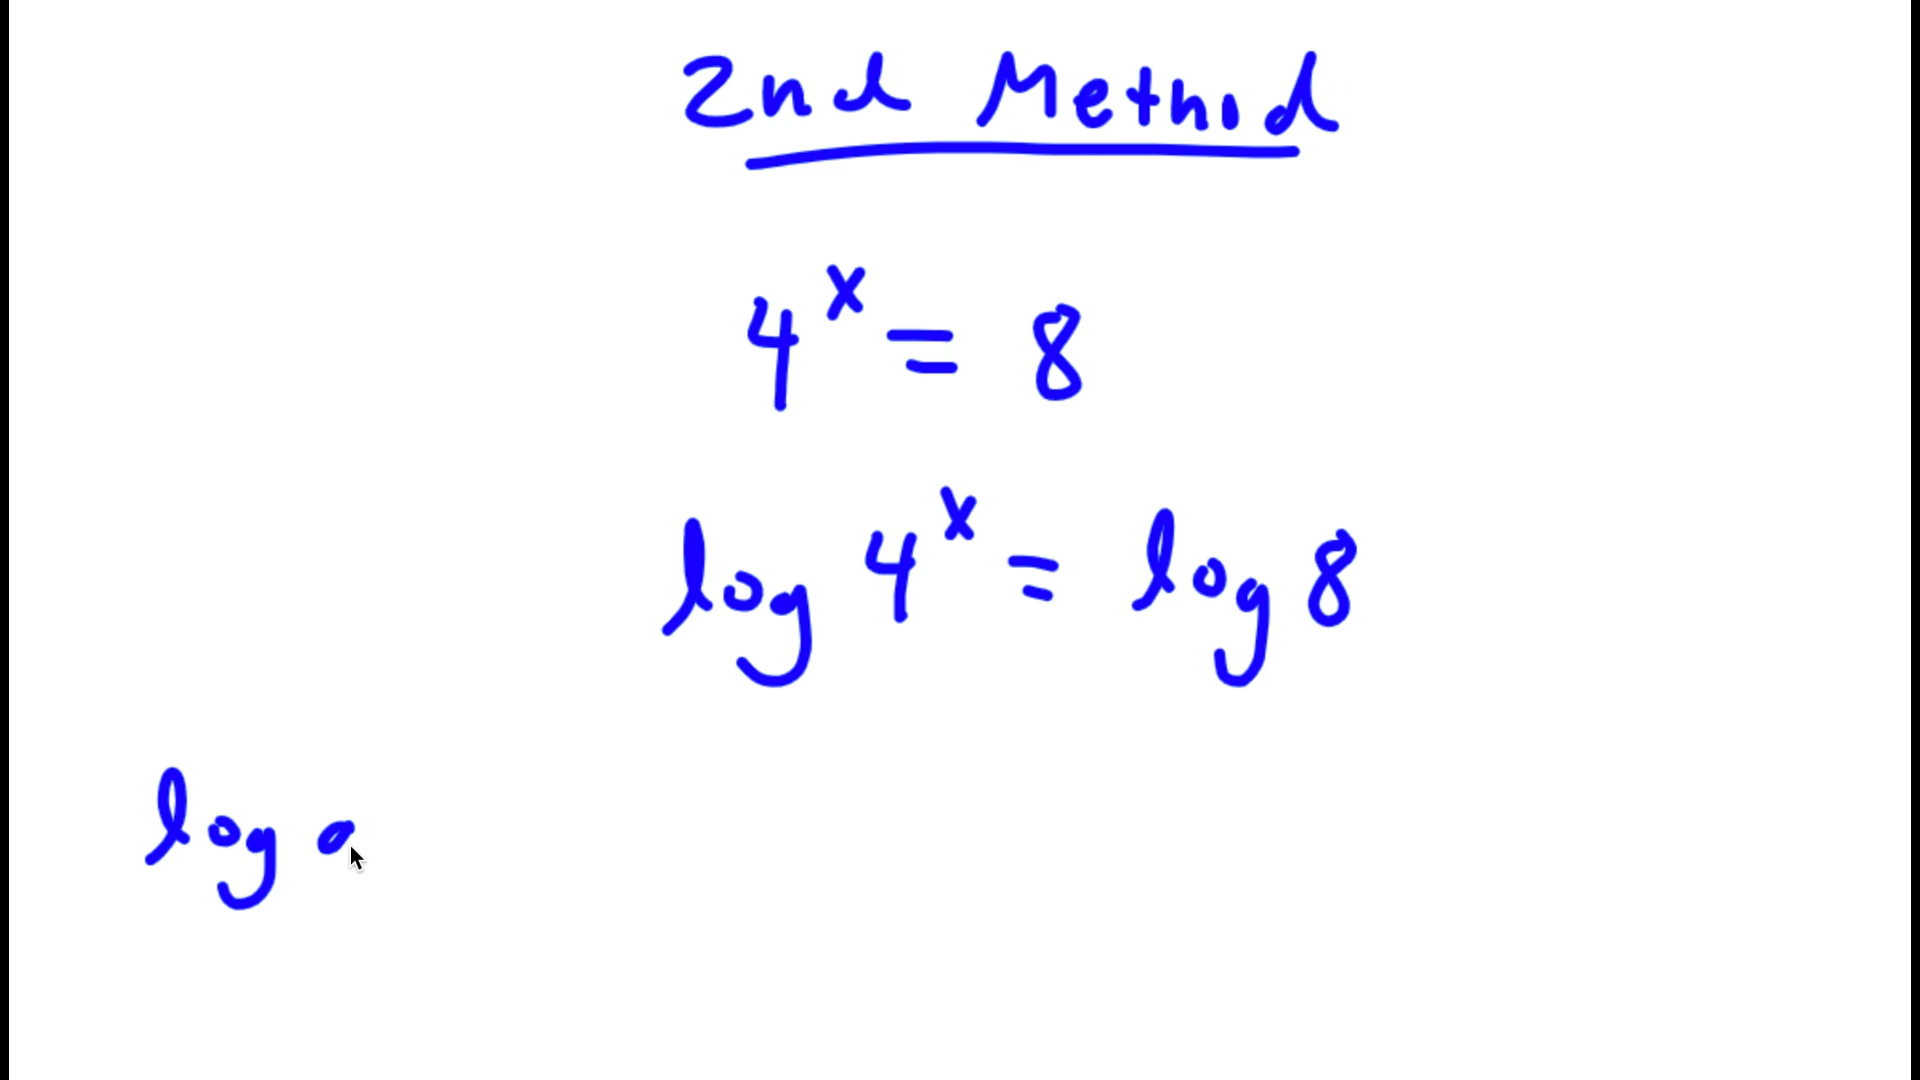 2nd Method
4^x = 8
log 4^x = log 8
log a